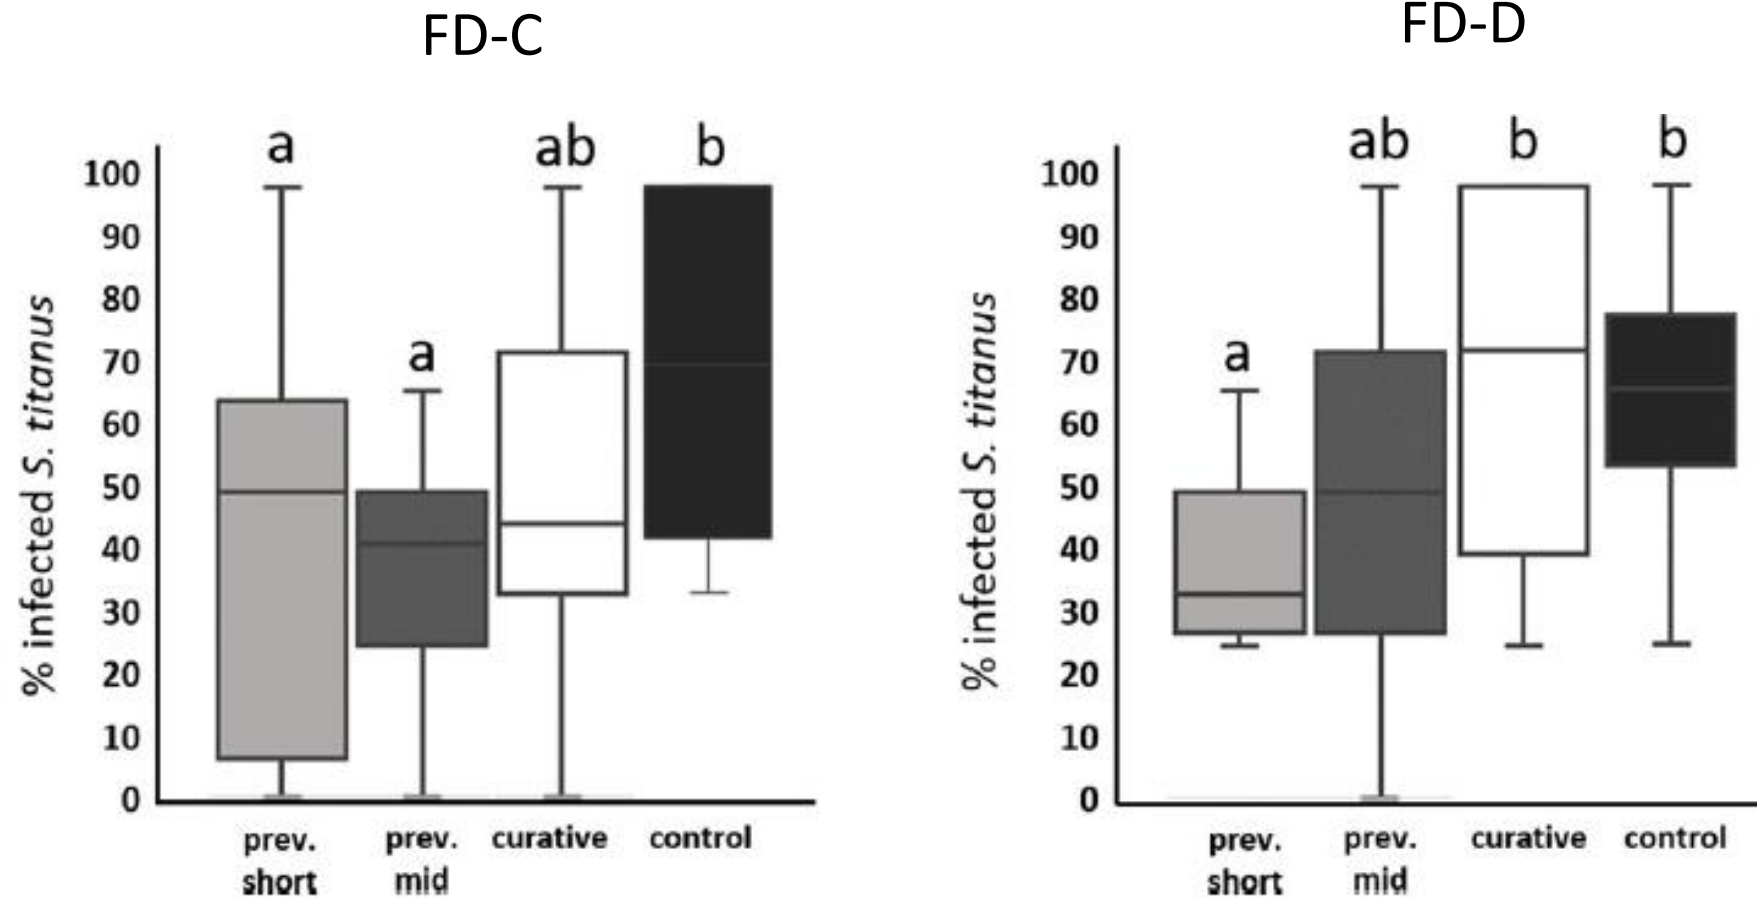 FD-C
% infected S. titanus
100
90
80
70
60
50
40
30
20
10
0
a
a
ab
b
prev. short
prev. mid
curative
control
FD-D
% infected S. titanus
100
90
80
70
60
50
40
30
20
10
0
a
ab
b
b
prev. short
prev. mid
curative
control